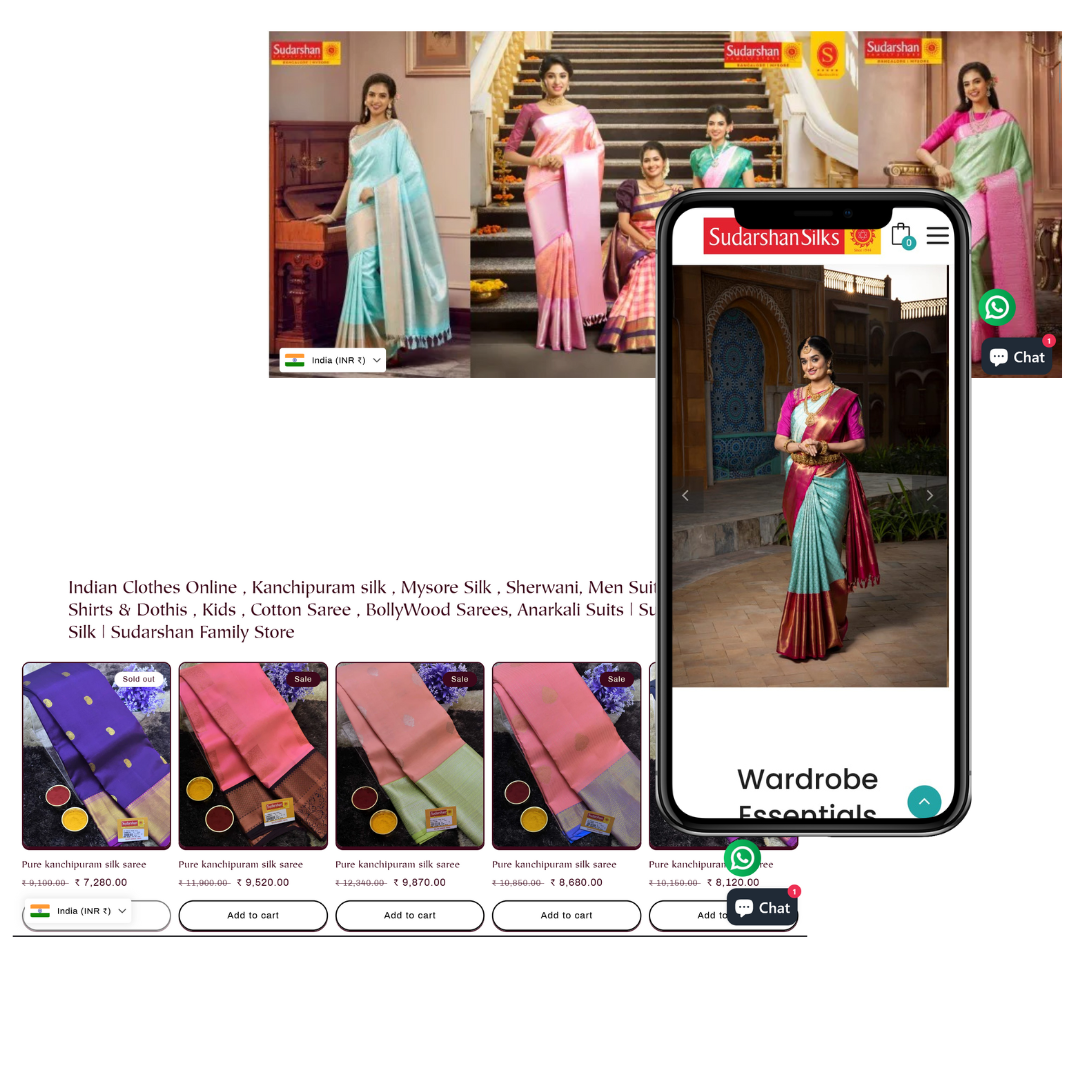 Sudarshan
Sudarshan
FAMILY STORE
BANGALORE | MYSORE
S
Sudarshan
India (INR ₹)
1
Chat
SudarshanSilks
0
Wardrobe
Essentials
Indian Clothes Online , Kanchipuram silk , Mysore Silk , Sherwani, Men Suit
Shirts & Dothis , Kids , Cotton Saree , BollyWood Sarees, Anarkali Suits | Su
Silk | Sudarshan Family Store
Sold out
Sale
Sale
Sale
Pure kanchipuram silk saree
₹ 9,100.00 ₹ 7,280.00
Pure kanchipuram silk saree
₹ 11,900.00 ₹ 9,520.00
Add to cart
Pure kanchipuram silk saree
₹ 12,340.00 ₹ 9,870.00
Add to cart
Pure kanchipuram silk saree
₹ 10,850.00 ₹ 8,680.00
Add to cart
Pure kanchipuram
₹ 10,150.00 ₹ 8,120.00
Add to
India (INR ₹)
1
Chat